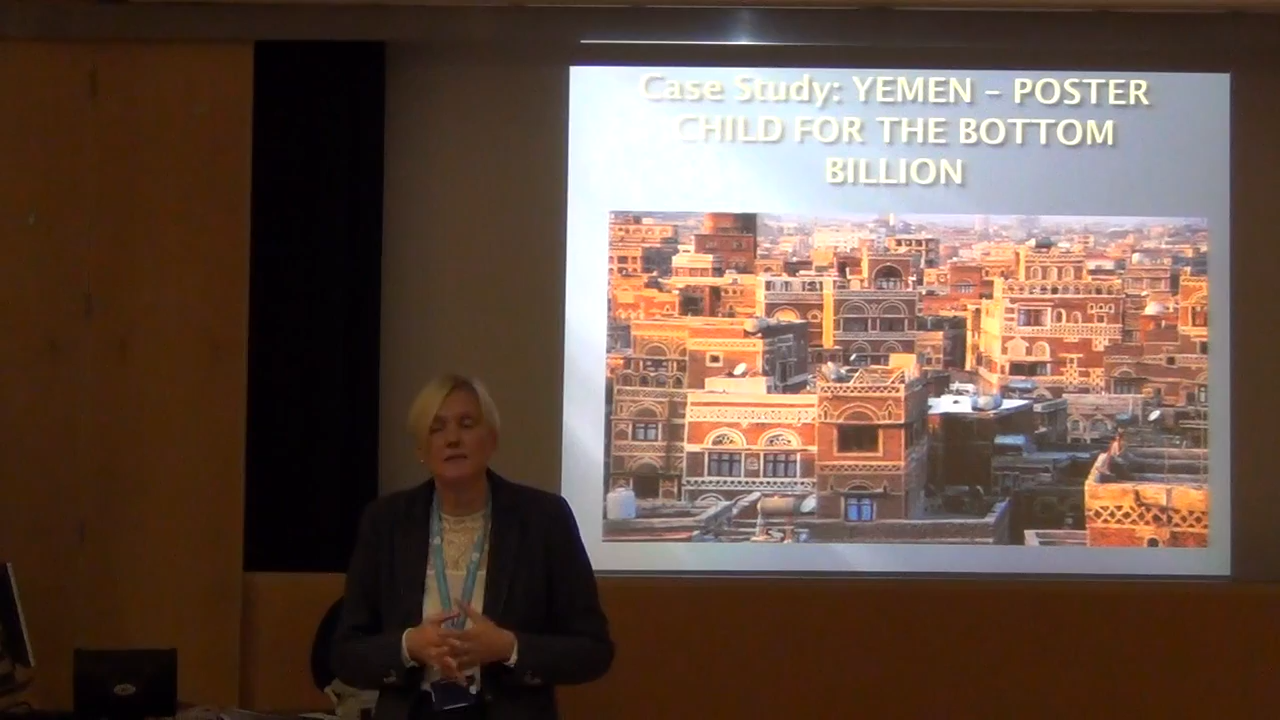 Case Study: YEMEN – POSTER
CHILD FOR THE BOTTOM
BILLION